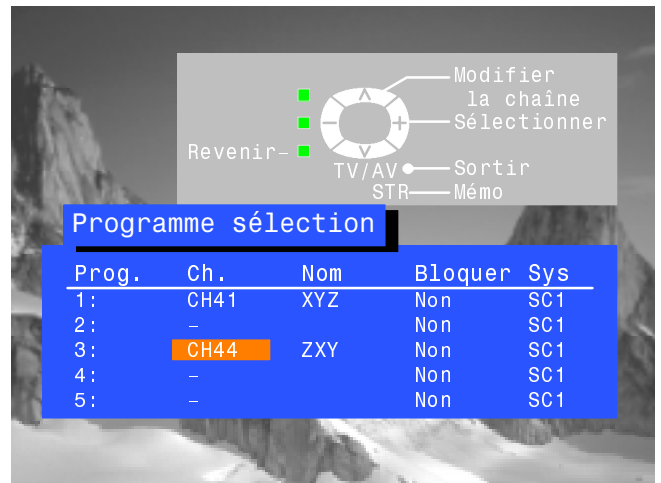 Modifier
la chaîne
Sélectionner
Revenir-
TV/AV Sortir
STR Mémo
Programme sélection
Prog. Ch. Nom Bloquer Sys
1: CH41 XYZ Non SC1
2: - Non SC1
3: CH44 ZXY Non SC1
4: - Non SC1
5: - Non SC1